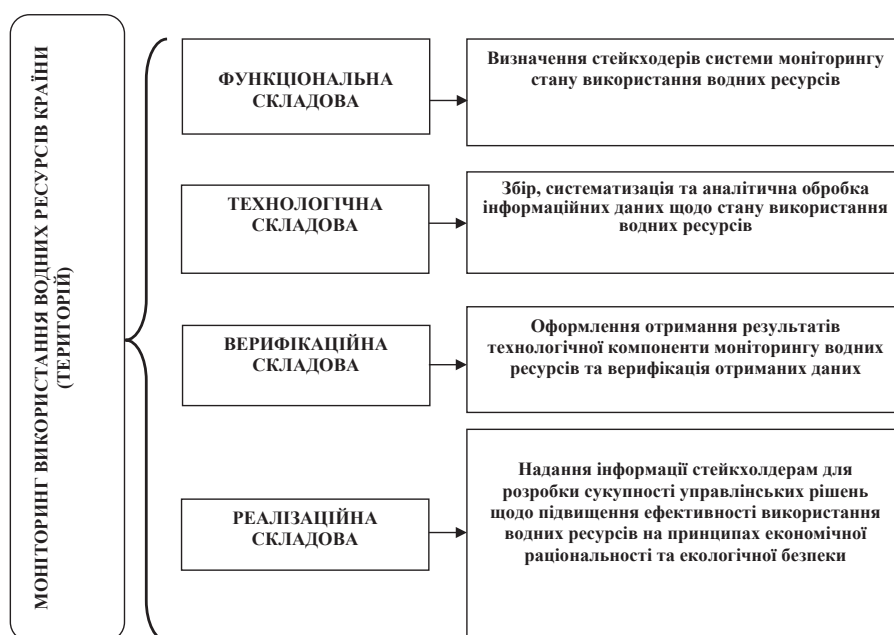 МОНІТОРИНГ ВИКОРИСТАННЯ ВОДНИХ РЕСУРСІВ КРАЇНИ
(ТЕРИТОРІЙ)
ФУНКЦІОНАЛЬНА
СКЛАДОВА
Визначення стейкходерів системи моніторингу
стану використання водних ресурсів
ТЕХНОЛОГІЧНА
СКЛАДОВА
Збір, систематизація та аналітична обробка
інформаційних даних щодо стану використання
водних ресурсів
ВЕРИФІКАЦІЙНА
СКЛАДОВА
Оформлення отримання результатів
технологічної компоненти моніторингу водних
ресурсів та верифікація отриманих даних
РЕАЛІЗАЦІЙНА
СКЛАДОВА
Надання інформації стейкхолдерам для
розробки сукупності управлінських рішень
щодо підвищення ефективності використання
водних ресурсів на принципах економічної
раціональності та екологічної безпеки